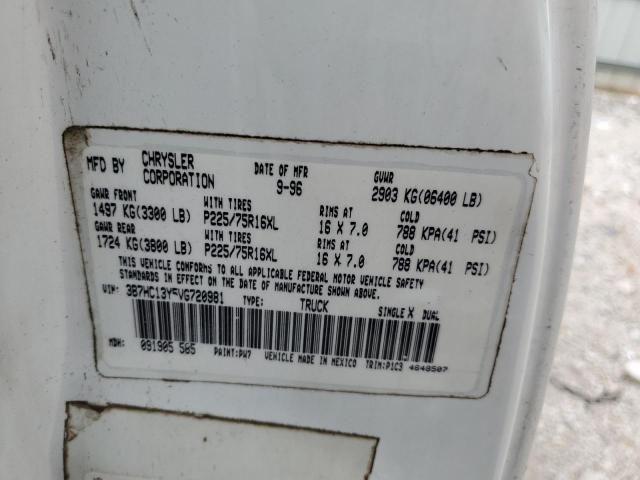 MFD BY CHRYSLER CORPORATION DATE OF MFR 9-96 GVWR 2903 KG(06400 LB)
GAWR FRONT WITH TIRES RIMS AT COLD
1497 KG(3300 LB) P225/75R16XL 16 X 7.0 788 KPA(41 PSI)
GAWR REAR WITH TIRES RIMS AT COLD
1724 KG(3800 LB) P225/75R16XL 16 X 7.0 788 KPA(41 PSI)
THIS VEHICLE CONFORMS TO ALL APPLICABLE FEDERAL MOTOR VEHICLE SAFETY
STANDARDS IN EFFECT ON THE DATE OF MANUFACTURE SHOWN ABOVE.
VIN: 3B7HC13Y5VG720981 TYPE: TRUCK SINGLE X DUAL
MDH: 091905 585 PAINT:PW7 VEHICLE MADE IN MEXICO TRIM:P1C3 4648507